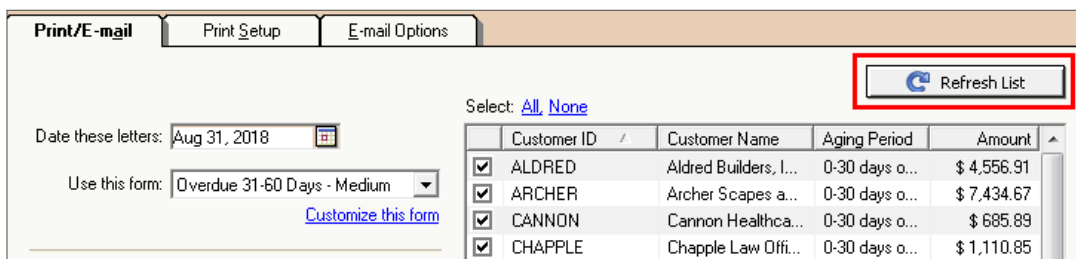 Print/E-mail Print Setup E-mail Options
Refresh List
Select: All, None
Date these letters: Aug 31, 2018
Use this form: Overdue 31-60 Days - Medium
Customize this form
Customer ID Customer Name Aging Period Amount
ALDRED Aldred Builders, I... 0-30 days o... $ 4,556.91
ARCHER Archer Scapes a... 0-30 days o... $ 7,434.67
CANNON Cannon Healthca... 0-30 days o... $ 685.89
CHAPPLE Chapple Law Offi... 0-30 days o... $ 1,110.85